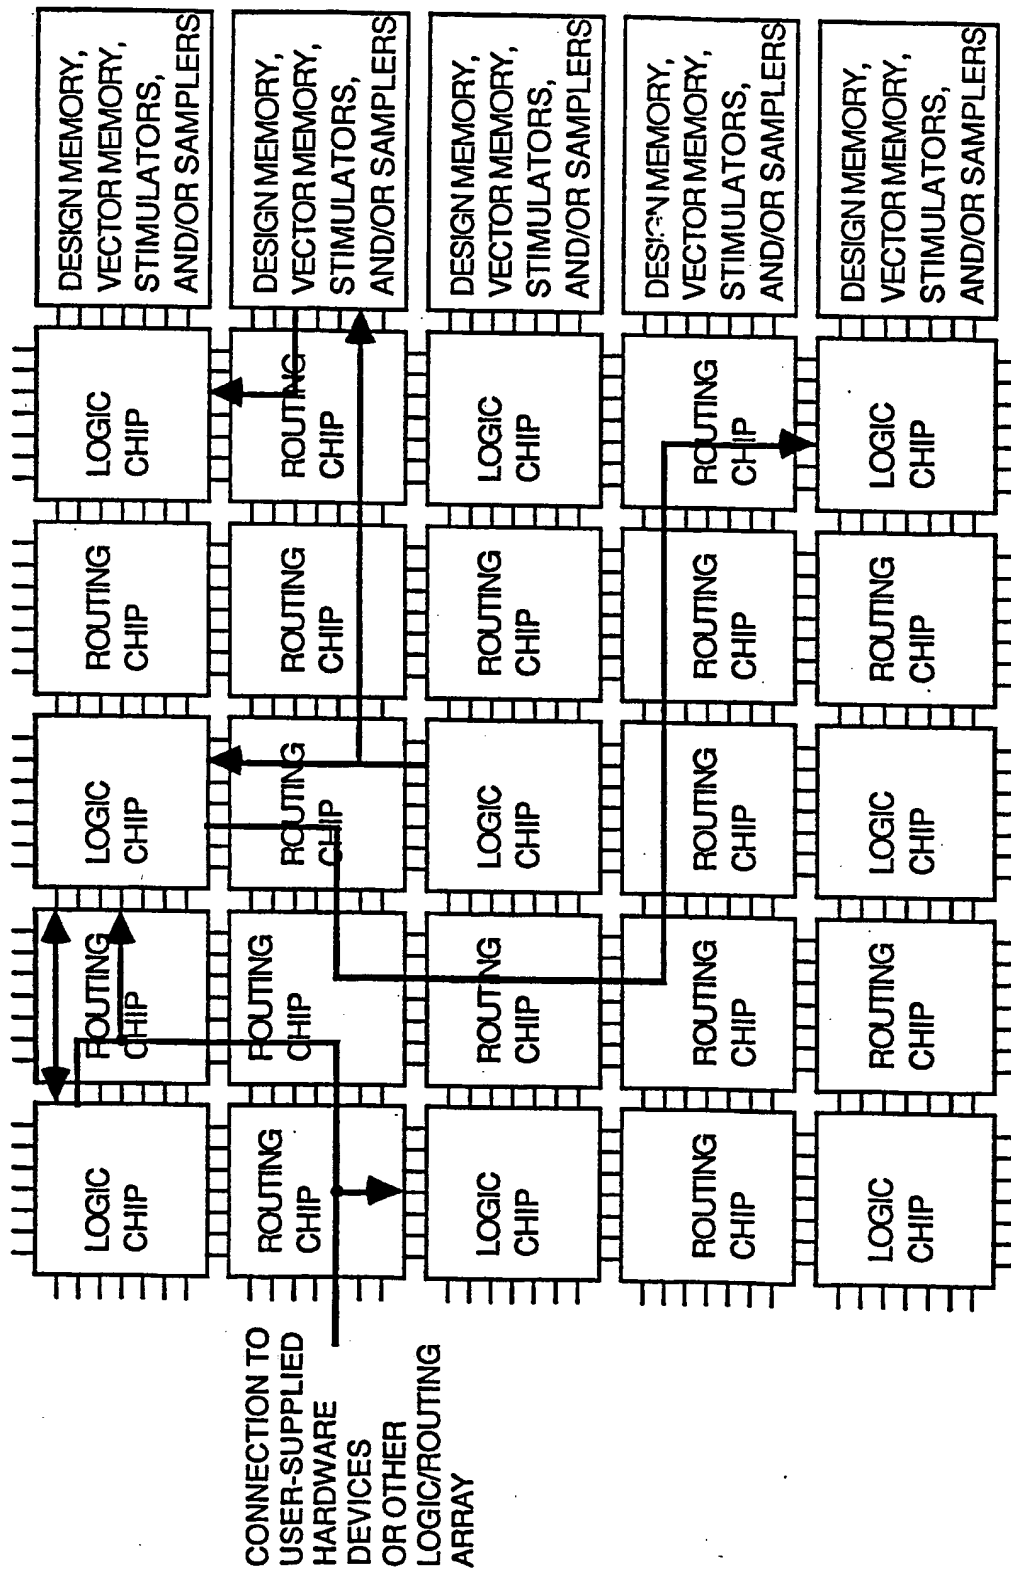 LOGIC
CHIP
ROUTING
CHIP
LOGIC
CHIP
ROUTING
CHIP
LOGIC
CHIP
DESIGN MEMORY,
VECTOR MEMORY,
STIMULATORS,
AND/OR SAMPLERS
CONNECTION TO
USER-SUPPLIED
HARDWARE
DEVICES
OR OTHER
LOGIC/ROUTING
ARRAY
ROUTING
CHIP
ROUTING
CHIP
ROUTING
CHIP
ROUTING
CHIP
ROUTING
CHIP
DESIGN MEMORY,
VECTOR MEMORY,
STIMULATORS,
AND/OR SAMPLERS
LOGIC
CHIP
ROUTING
CHIP
LOGIC
CHIP
ROUTING
CHIP
LOGIC
CHIP
DESIGN MEMORY,
VECTOR MEMORY,
STIMULATORS,
AND/OR SAMPLERS
ROUTING
CHIP
ROUTING
CHIP
ROUTING
CHIP
ROUTING
CHIP
ROUTING
CHIP
DESIGN MEMORY,
VECTOR MEMORY,
STIMULATORS,
AND/OR SAMPLERS
LOGIC
CHIP
ROUTING
CHIP
LOGIC
CHIP
ROUTING
CHIP
LOGIC
CHIP
DESIGN MEMORY,
VECTOR MEMORY,
STIMULATORS,
AND/OR SAMPLERS